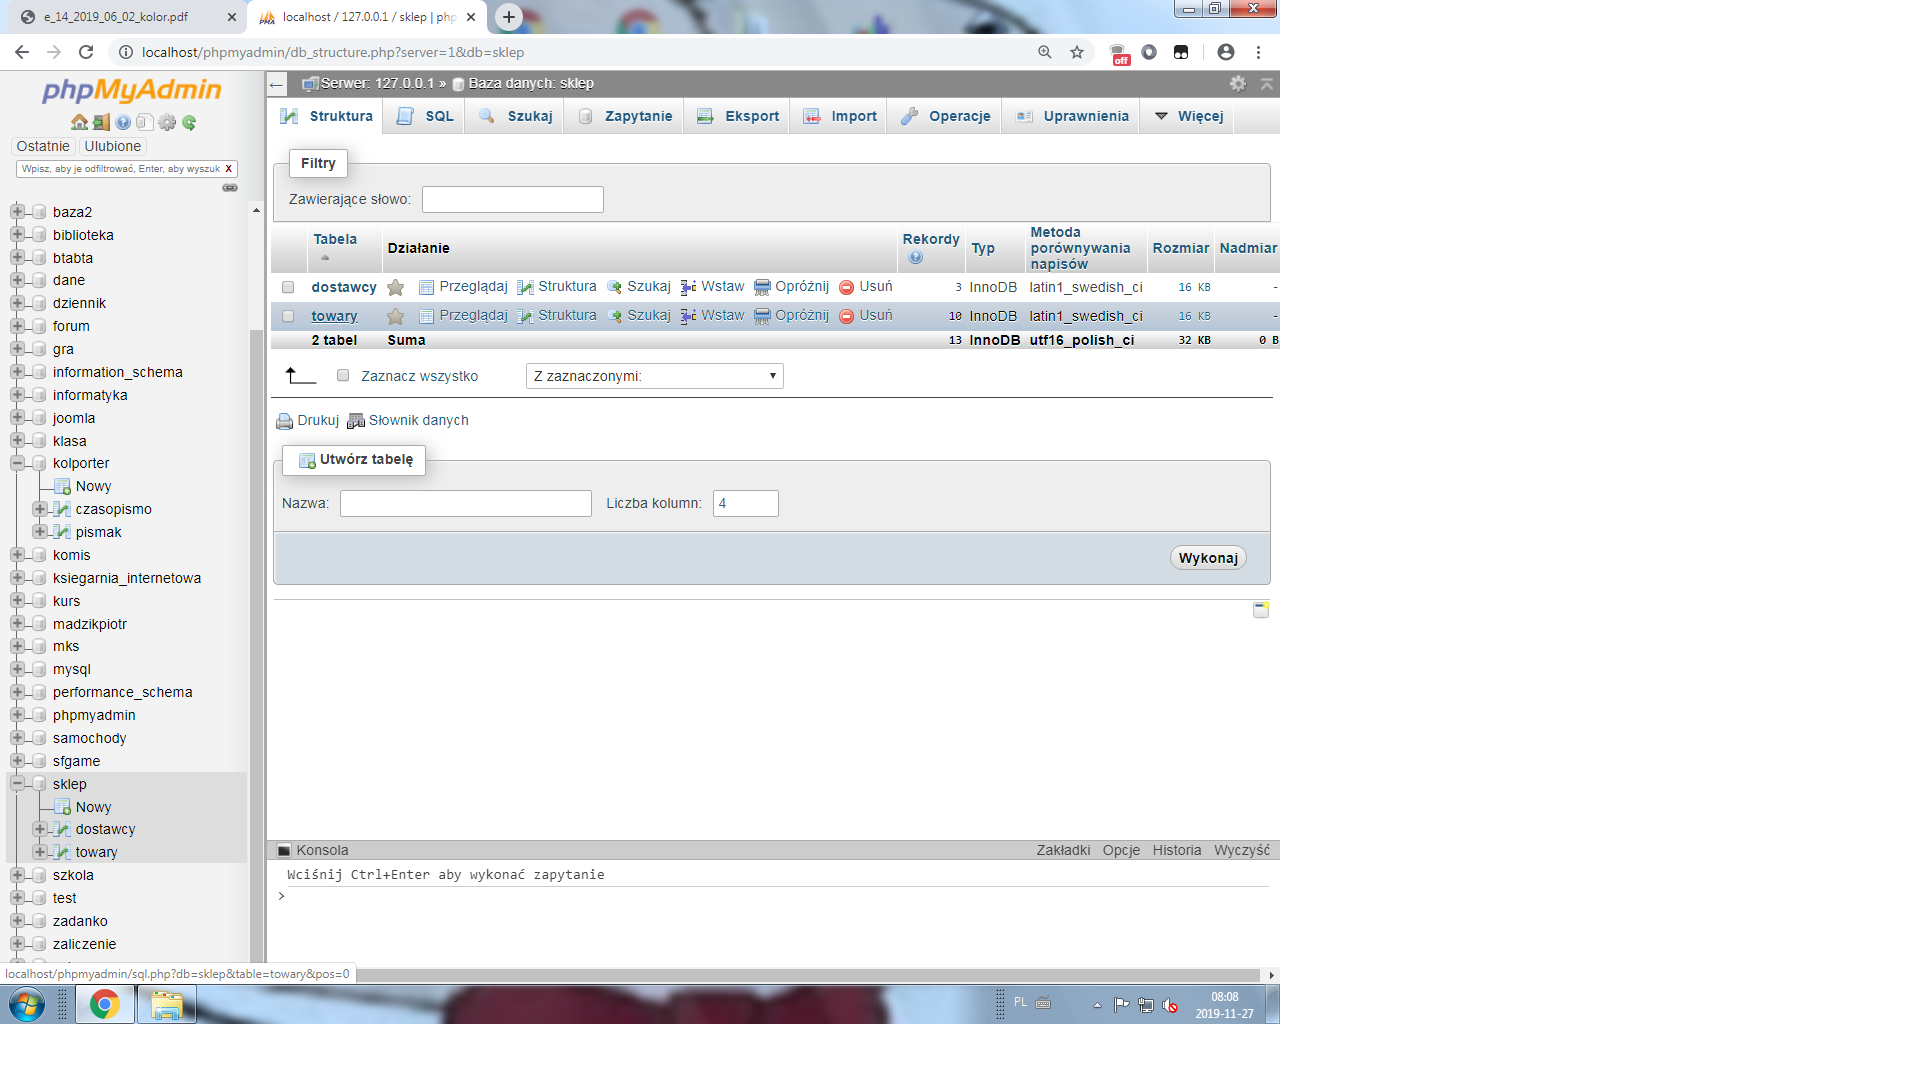 e_14_2019_06_02_kolor.pdf
localhost / 127.0.0.1 / sklep | php
localhost/phpmyadmin/db_structure.php?server=1&db=sklep
off
phpMyAdmin
Ostatnie Ulubione
Wpisz, aby je odfiltrować, Enter, aby wyszuk X
baza2
biblioteka
btabta
dane
dziennik
forum
gra
information_schema
informatyka
joomla
klasa
kolporter
Nowy
czasopismo
pismak
komis
ksiegarnia_internetowa
kurs
madzikpiotr
mks
mysql
performance_schema
phpmyadmin
samochody
sfgame
sklep
Nowy
dostawcy
towary
szkola
test
zadanko
zaliczenie
localhost/phpmyadmin/sql.php?db=sklep&table=towary&pos=0
Serwer: 127.0.0.1 » Baza danych: sklep
Struktura SQL Szukaj Zapytanie Eksport Import Operacje Uprawnienia Więcej
Filtry
Zawierające słowo:
Tabela Działanie Rekordy Typ Metoda porównywania napisów Rozmiar Nadmiar
dostawcy Przeglądaj Struktura Szukaj Wstaw Opróżnij Usuń 3 InnoDB latin1_swedish_ci 16 KB -
towary Przeglądaj Struktura Szukaj Wstaw Opróżnij Usuń 10 InnoDB latin1_swedish_ci 16 KB -
2 tabel Suma 13 InnoDB utf16_polish_ci 32 KB 0 B
Zaznacz wszystko Z zaznaczonymi:
Drukuj Słownik danych
Utwórz tabelę
Nazwa: Liczba kolumn: 4
Wykonaj
Konsola Zakładki Opcje Historia Wyczyść
Wciśnij Ctrl+Enter aby wykonać zapytanie
>
PL
08:08
2019-11-27